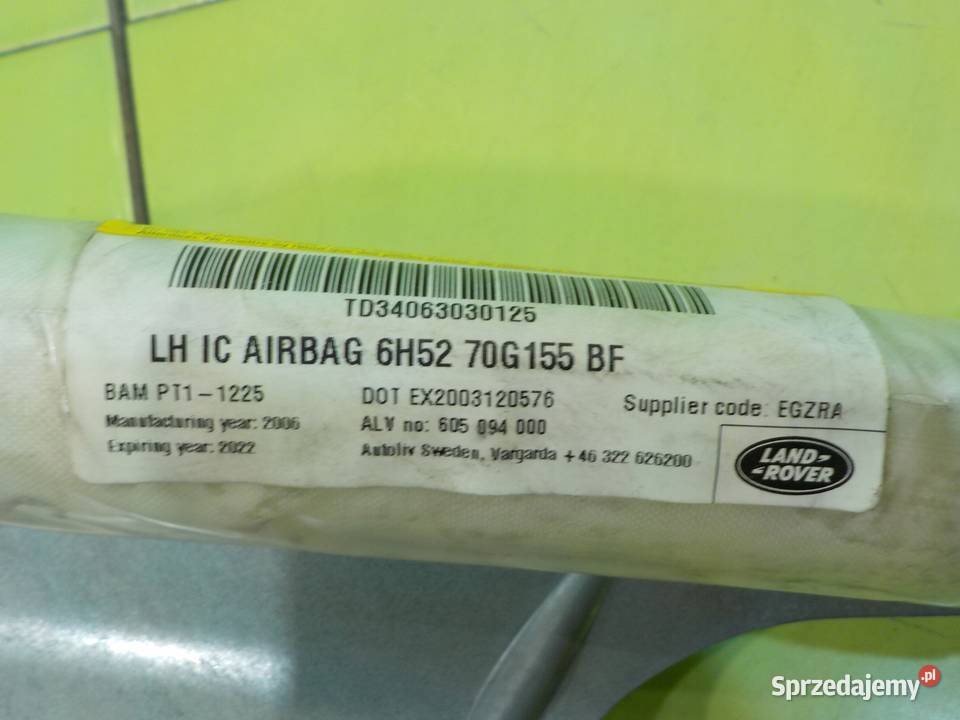 TD34063030125
LH IC AIRBAG 6H52 70G155 BF
BAM PT1-1225
DOT EX2003120576
Supplier code: EGZRA
Manufacturing year: 2006
ALV no: 605 094 000
Expiring year: 2022
Autoliv Sweden, Vargarda +46 322 626200
LAND-
-ROVER
Sprzedajemy.pl